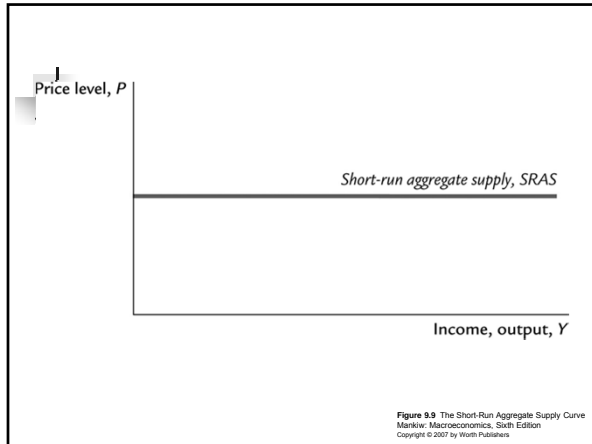 Price level, P
Short-run aggregate supply, SRAS
Income, output, Y
Figure 9.9 The Short-Run Aggregate Supply Curve
Mankiw: Macroeconomics, Sixth Edition
Copyright © 2007 by Worth Publishers